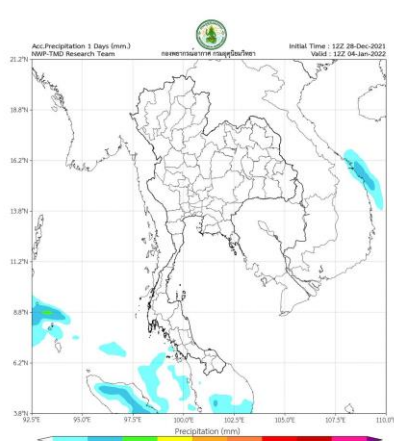 Acc.Precipitation 1 Days (mm.)
NWP-TMD Research Team
กองพยากรณ์อากาศ กรมอุตุนิยมวิทยา
Initial Time : 12Z 28-Dec-2021
Valid : 12Z 04-Jan-2022
21.2°N
18.8°N
16.2°N
13.8°N
11.2°N
8.8°N
6.2°N
3.8°N
92.5°E 95.0°E 97.5°E 100.0°E 102.5°E 105.0°E 107.5°E 110.0°E
Precipitation (mm)